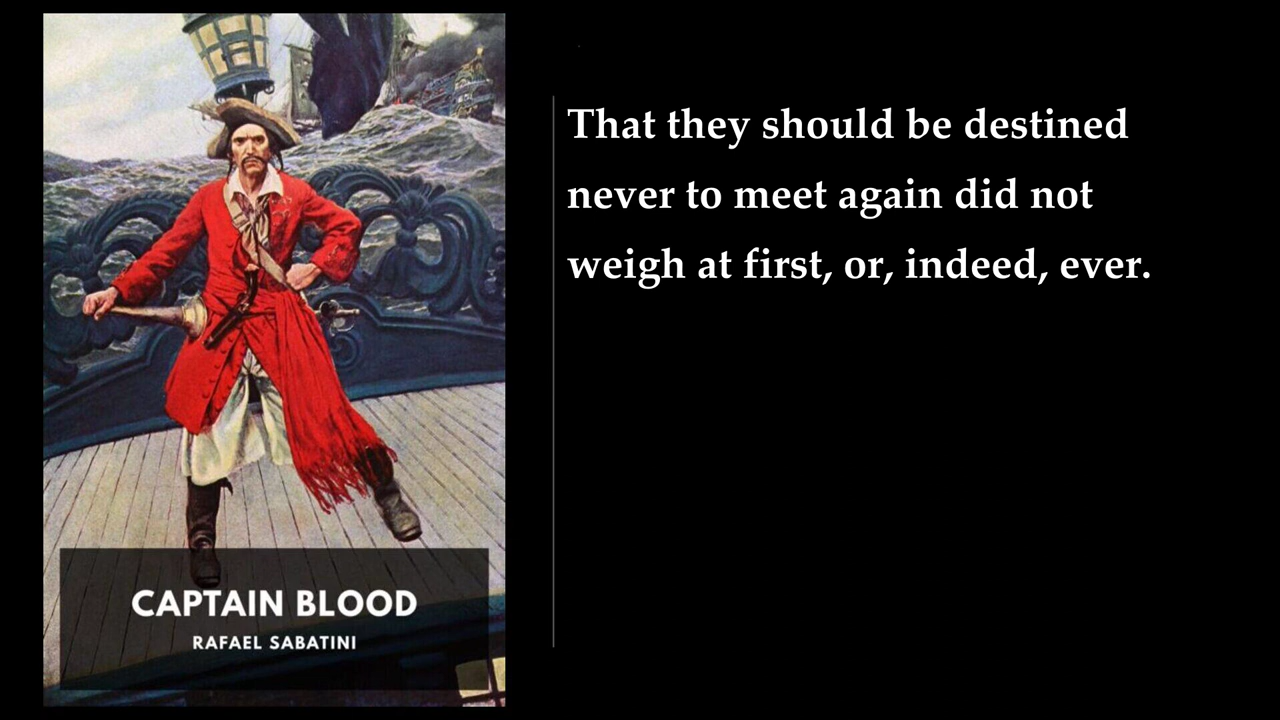 CAPTAIN BLOOD
RAFAEL SABATINI
That they should be destined
never to meet again did not
weigh at first, or, indeed, ever.